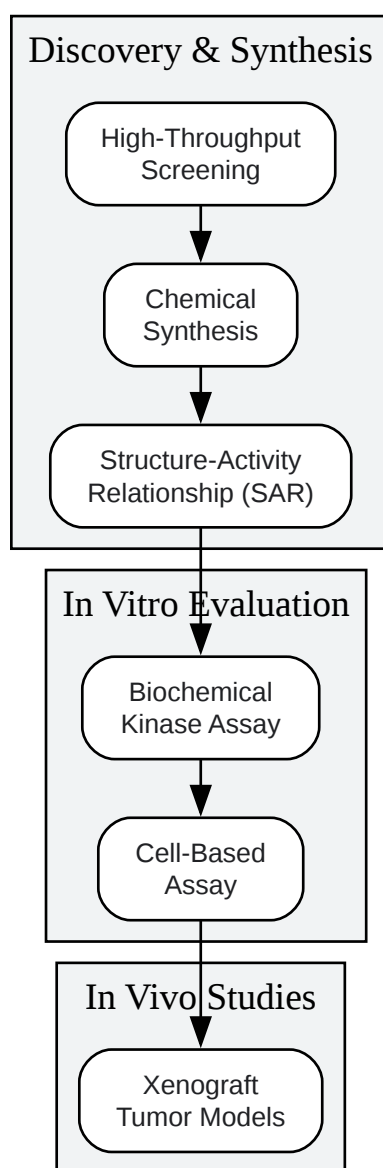 Discovery & Synthesis
High-Throughput
Screening
Chemical
Synthesis
Structure-Activity
Relationship (SAR)
In Vitro Evaluation
Biochemical
Kinase Assay
Cell-Based
Assay
In Vivo Studies
Xenograft
Tumor Models